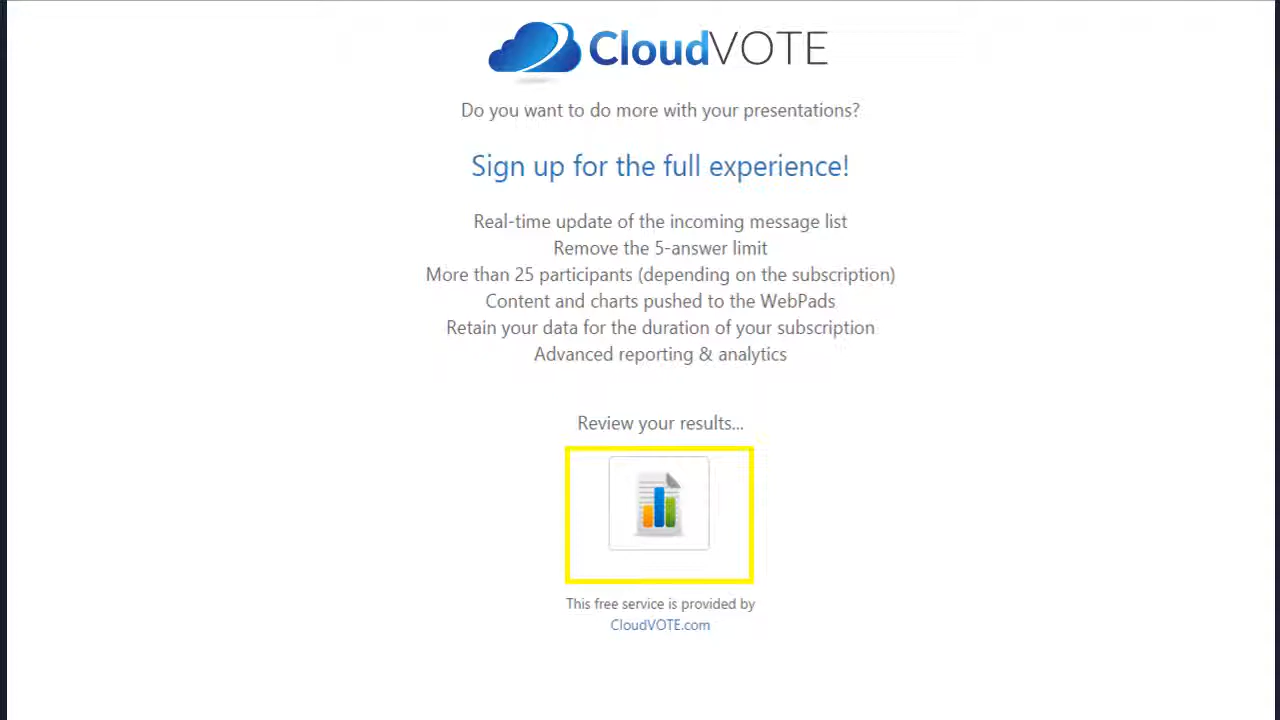 CloudVOTE
Do you want to do more with your presentations?
Sign up for the full experience!
Real-time update of the incoming message list
Remove the 5-answer limit
More than 25 participants (depending on the subscription)
Content and charts pushed to the WebPads
Retain your data for the duration of your subscription
Advanced reporting & analytics
Review your results...
This free service is provided by
CloudVOTE.com